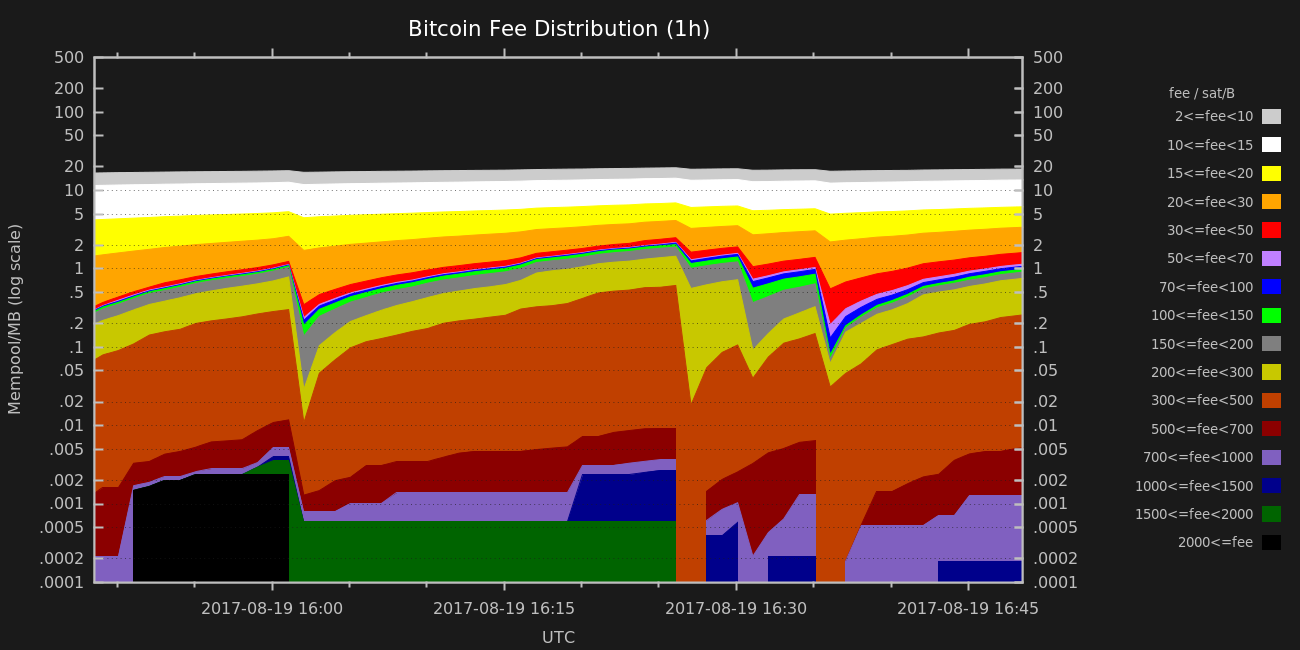 Bitcoin Fee Distribution (1h)
500
200
100
50
20
10
5
2
1
.5
.2
.1
.05
.02
.01
.005
.002
.001
.0005
.0002
.0001
Mempool/MB (log scale)
500
200
100
50
20
10
5
2
1
.5
.2
.1
.05
.02
.01
.005
.002
.001
.0005
.0002
.0001
2017-08-19 16:00
2017-08-19 16:15
2017-08-19 16:30
2017-08-19 16:45
UTC
fee / sat/B
2<=fee<10
10<=fee<15
15<=fee<20
20<=fee<30
30<=fee<50
50<=fee<70
70<=fee<100
100<=fee<150
150<=fee<200
200<=fee<300
300<=fee<500
500<=fee<700
700<=fee<1000
1000<=fee<1500
1500<=fee<2000
2000<=fee